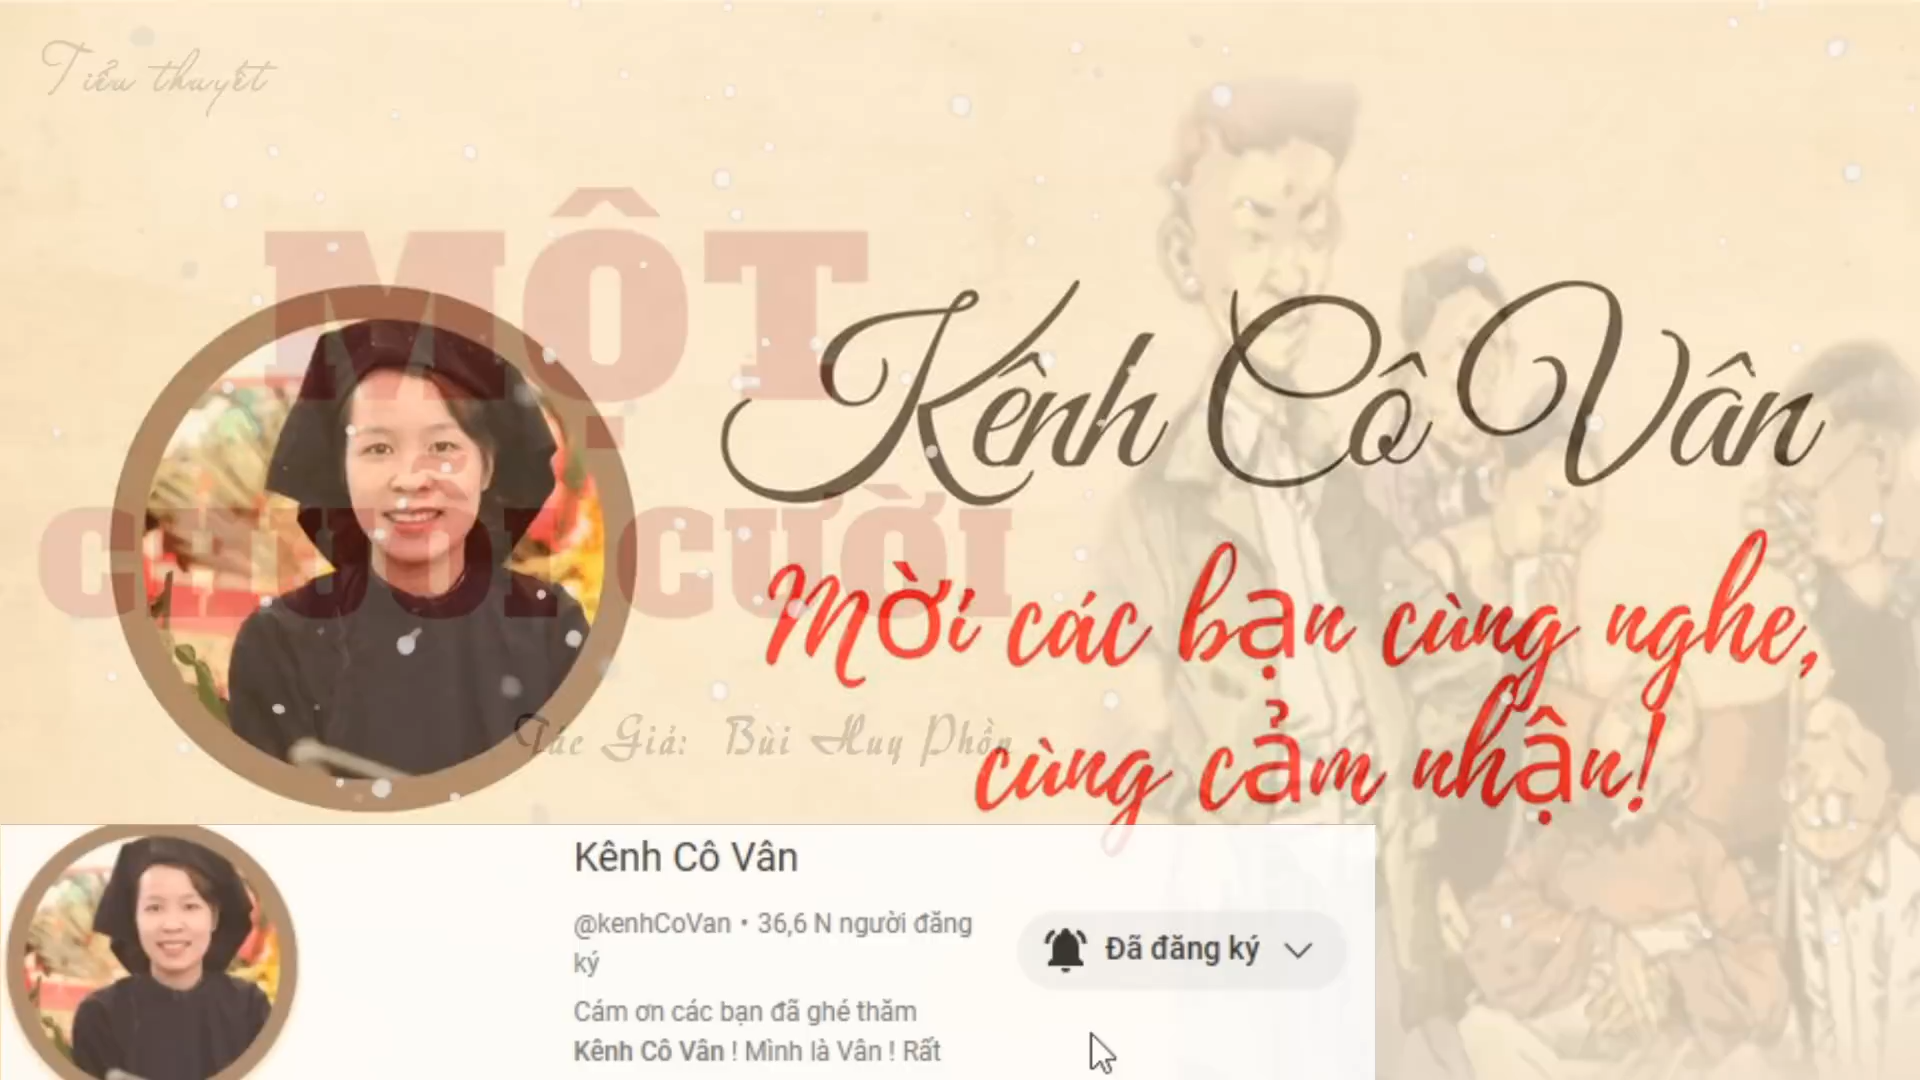 Tiểu thuyết
MỘT
CHUỖI CƯỜI
Kênh Cô Vân
Mời các bạn cùng nghe,
cùng cảm nhận!
Tác Giả: Bùi Huy Phồn
Kênh Cô Vân
@kenhCoVan • 36,6 N người đăng
ký
Đã đăng ký
Cám ơn các bạn đã ghé thăm
Kênh Cô Vân ! Mình là Vân ! Rất